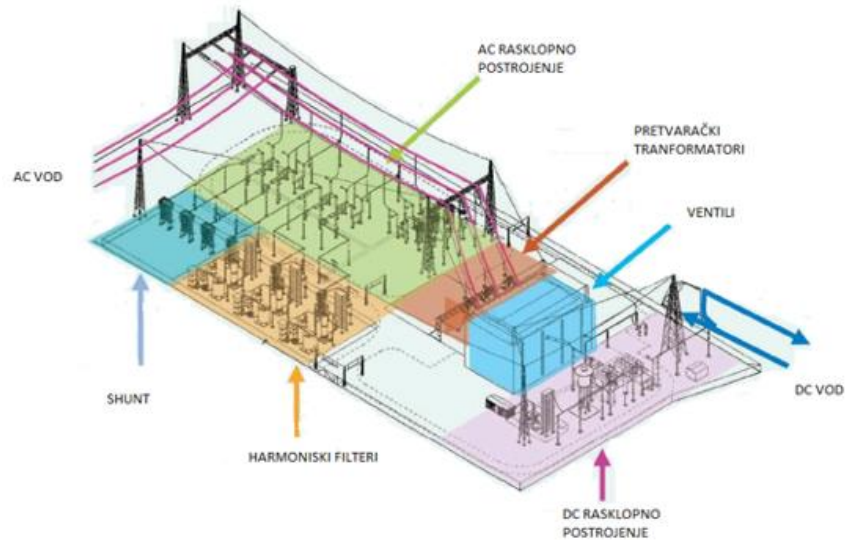 AC RASKLOPNO
POSTROJENJE
PRETVARAČKI
TRANFORMATORI
AC VOD
VENTILI
DC VOD
SHUNT
HARMONISKI FILTERI
DC RASKLOPNO
POSTROJENJE